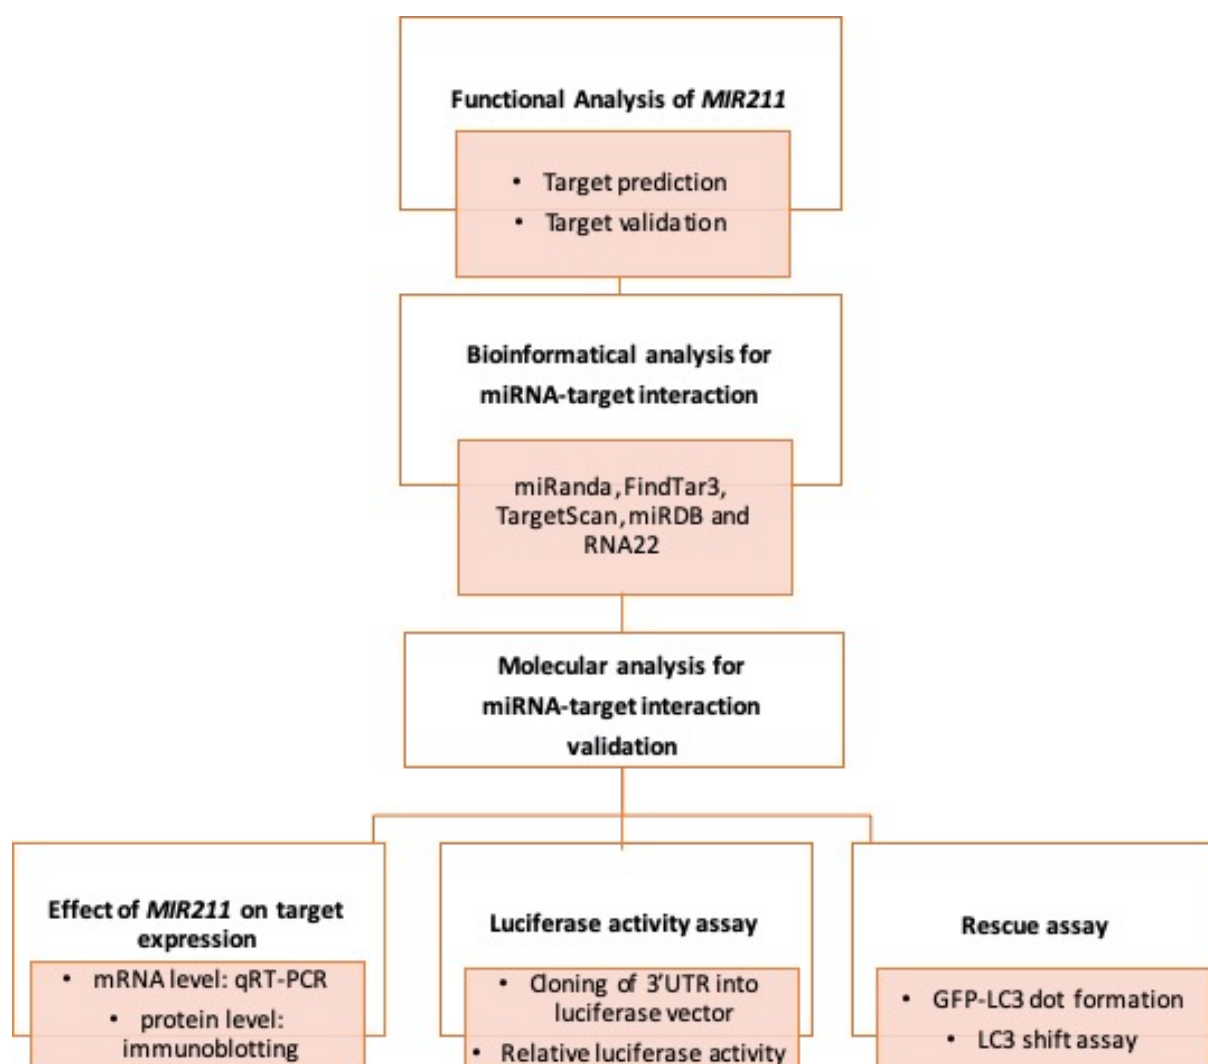 Functional Analysis of MIR211
• Target prediction
• Target validation
Bioinformatical analysis for
miRNA-target interaction
miRanda, FindTar3,
TargetScan, miRDB and
RNA22
Molecular analysis for
miRNA-target interaction
validation
Effect of MIR211 on target
expression
• mRNA level: qRT-PCR
• protein level:
immunoblotting
Luciferase activity assay
• Cloning of 3'UTR into
luciferase vector
• Relative luciferase activity
Rescue assay
• GFP-LC3 dot formation
• LC3 shift assay